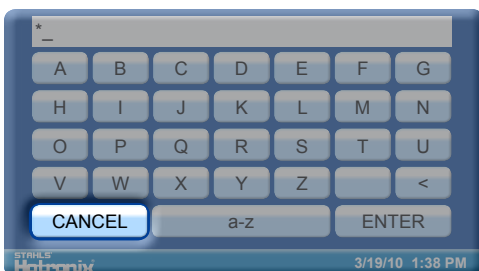 *_
A B C D E F G
H I J K L M N
O P Q R S T U
V W X Y Z <
CANCEL a-z ENTER
STAHLS'
Hotronix 3/19/10 1:38 PM